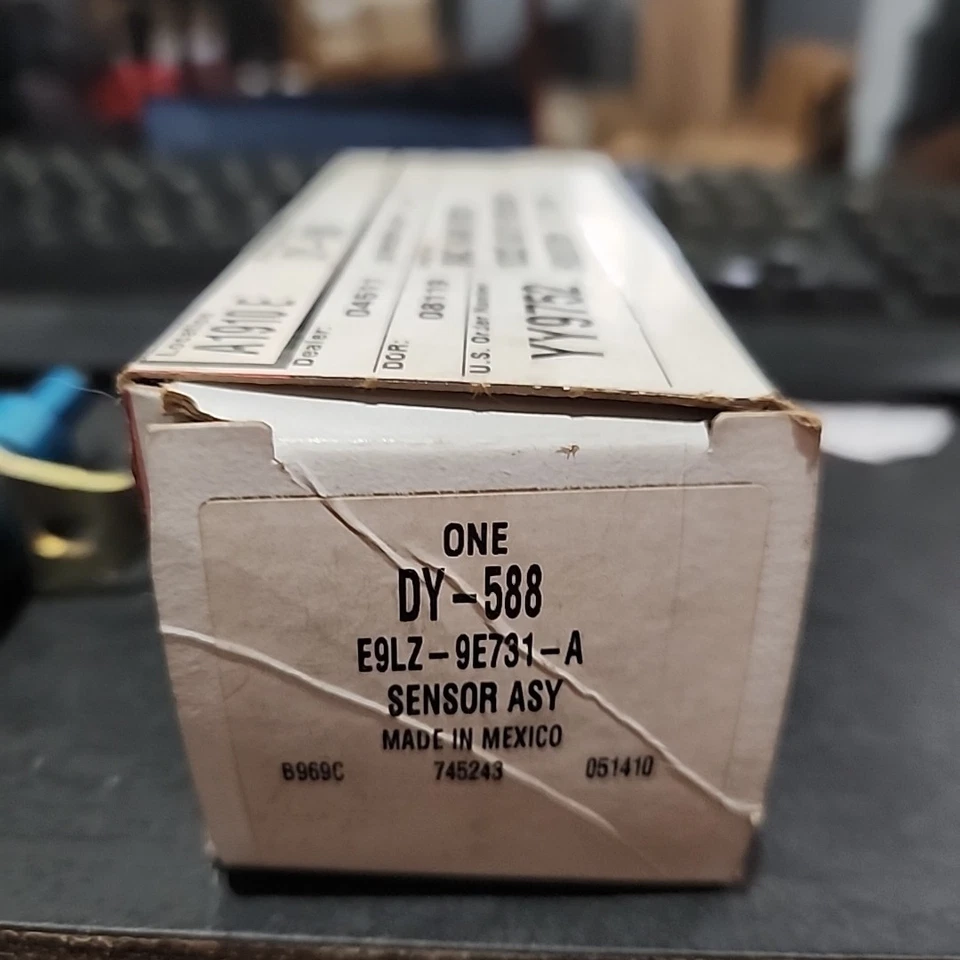 A1910E
Dealer: 04511
DOR: 08119
U.S. Order Number
YY9752
ONE
DY-588
E9LZ-9E731-A
SENSOR ASY
MADE IN MEXICO
B969C 745243 051410